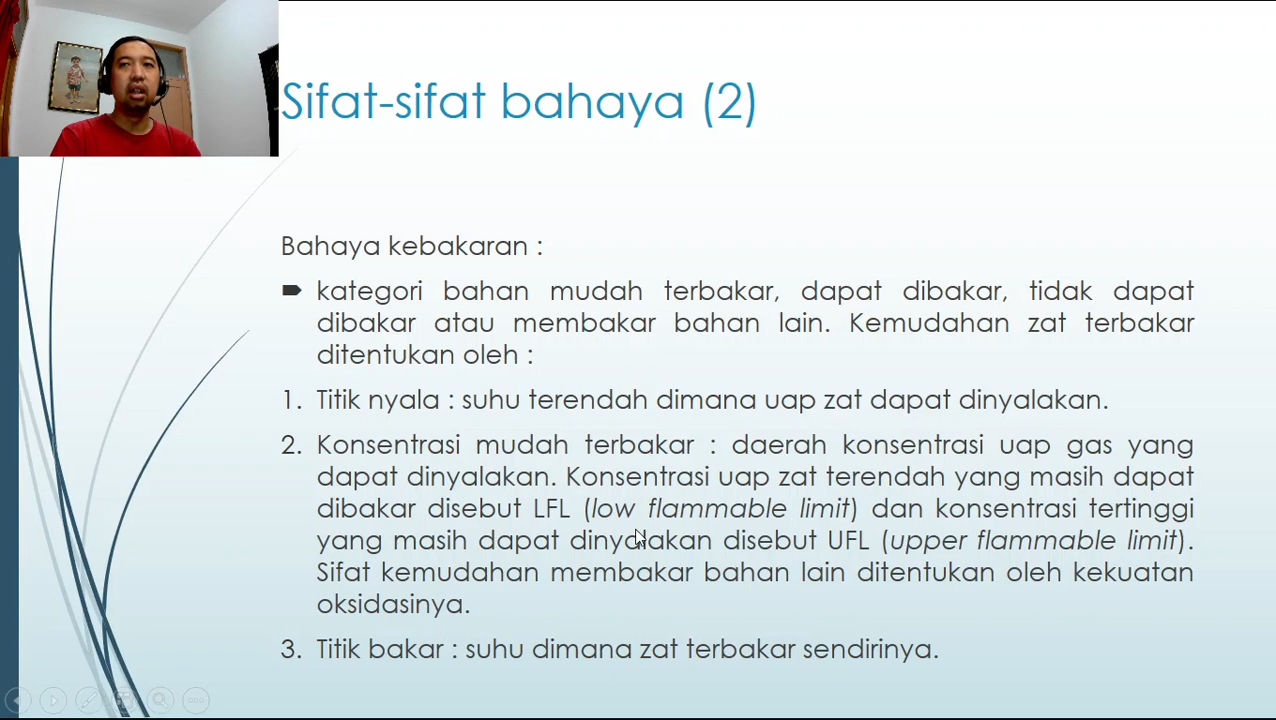 Sifat-sifat bahaya (2)
Bahaya kebakaran :
kategori bahan mudah terbakar, dapat dibakar, tidak dapat
dibakar atau membakar bahan lain. Kemudahan zat terbakar
ditentukan oleh :
1. Titik nyala : suhu terendah dimana uap zat dapat dinyalakan.
2. Konsentrasi mudah terbakar : daerah konsentrasi uap gas yang
dapat dinyalakan. Konsentrasi uap zat terendah yang masih dapat
dibakar disebut LFL (low flammable limit) dan konsentrasi tertinggi
yang masih dapat dinyalakan disebut UFL (upper flammable limit).
Sifat kemudahan membakar bahan lain ditentukan oleh kekuatan
oksidasinya.
3. Titik bakar : suhu dimana zat terbakar sendirinya.